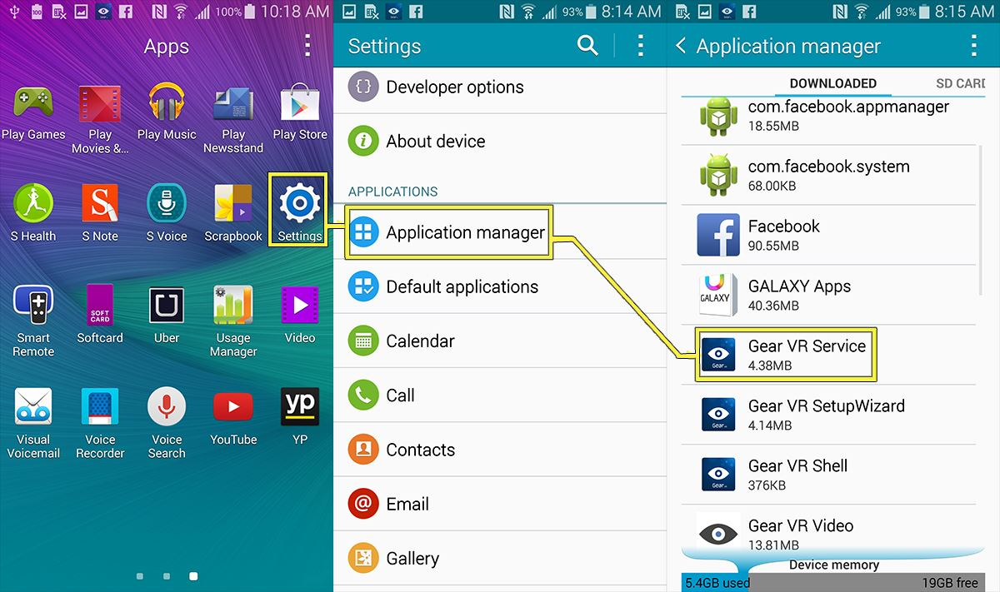 100% 10:18 AM
Apps
Play Games
Play Movies &...
Play Music
Play Newsstand
Play Store
S Health
S Note
S Voice
Scrapbook
Settings
Smart Remote
SOFT CARD
Softcard
Uber
Usage Manager
Video
Visual Voicemail
Voice Recorder
Voice Search
YouTube
yp
YP
93% 8:14 AM
Settings
Developer options
About device
APPLICATIONS
Application manager
Default applications
Calendar
Call
Contacts
Email
Gallery
93% 8:15 AM
Application manager
DOWNLOADED SD CARD
com.facebook.appmanager
18.55MB
com.facebook.system
68.00KB
Facebook
90.55MB
GALAXY
GALAXY Apps
40.36MB
Gear VR Service
4.38MB
Gear VR SetupWizard
4.14MB
Gear VR Shell
376KB
Gear VR Video
13.81MB
Device memory
5.4GB used 19GB free